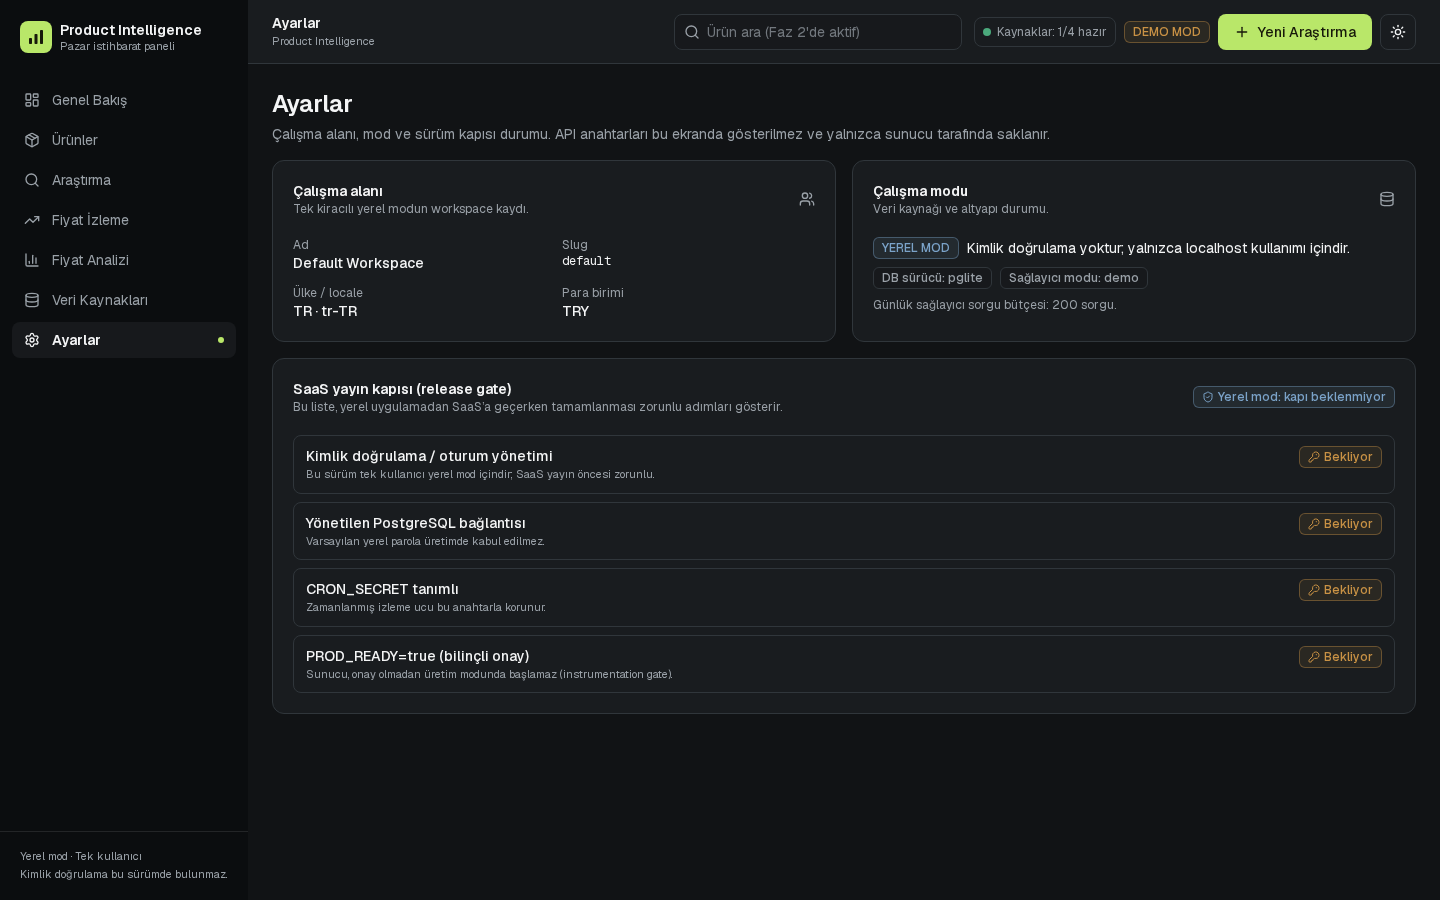 Product Intelligence
Pazar istihbarat paneli
Genel Bakış
Ürünler
Araştırma
Fiyat İzleme
Fiyat Analizi
Veri Kaynakları
Ayarlar
Yerel mod · Tek kullanıcı
Kimlik doğrulama bu sürümde bulunmaz.
Ayarlar
Product Intelligence
Ürün ara (Faz 2'de aktif)
Kaynaklar: 1/4 hazır
DEMO MOD
Yeni Araştırma
Ayarlar
Çalışma alanı, mod ve sürüm kapısı durumu. API anahtarları bu ekranda gösterilmez ve yalnızca sunucu tarafında saklanır.
Çalışma alanı
Tek kiracılı yerel modun workspace kaydı.
Ad
Default Workspace
Slug
default
Ülke / locale
TR · tr-TR
Para birimi
TRY
Çalışma modu
Veri kaynağı ve altyapı durumu.
YEREL MOD Kimlik doğrulama yoktur; yalnızca localhost kullanımı içindir.
DB sürücü: pglite
Sağlayıcı modu: demo
Günlük sağlayıcı sorgu bütçesi: 200 sorgu.
SaaS yayın kapısı (release gate)
Bu liste, yerel uygulamadan SaaS'a geçerken tamamlanması zorunlu adımları gösterir.
Yerel mod: kapı beklenmiyor
Kimlik doğrulama / oturum yönetimi
Bu sürüm tek kullanıcı yerel mod içindir; SaaS yayın öncesi zorunlu.
Bekliyor
Yönetilen PostgreSQL bağlantısı
Varsayılan yerel parola üretimde kabul edilmez.
Bekliyor
CRON_SECRET tanımlı
Zamanlanmış izleme ucu bu anahtarla korunur.
Bekliyor
PROD_READY=true (bilinçli onay)
Sunucu, onay olmadan üretim modunda başlamaz (instrumentation gate).
Bekliyor